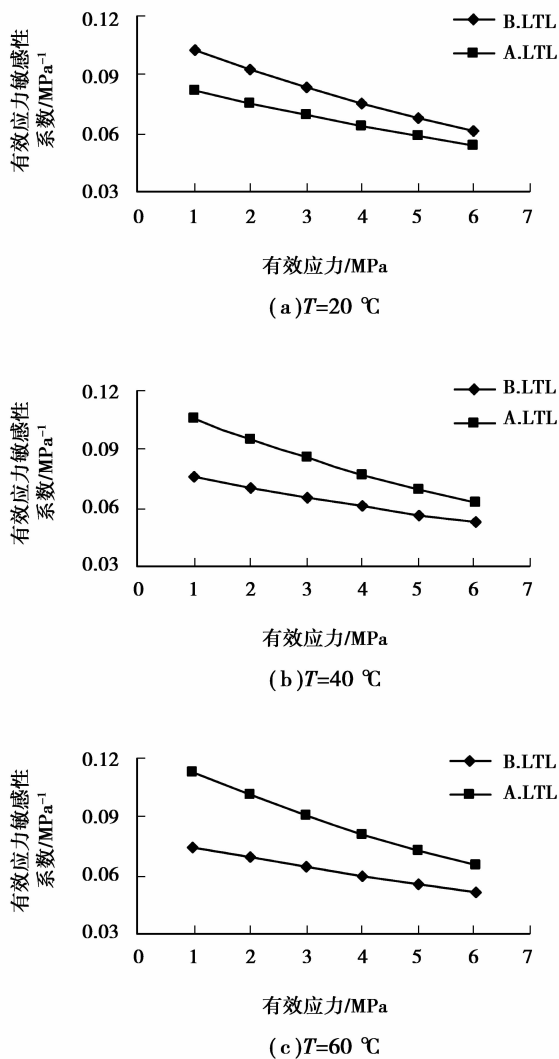 有效应力敏感性
系数/MPa⁻¹
0.12
0.09
0.06
0.03
B.LTL
A.LTL
0 1 2 3 4 5 6 7
有效应力/MPa
(a)T=20 ℃
有效应力敏感性
系数/MPa⁻¹
0.12
0.09
0.06
0.03
B.LTL
A.LTL
0 1 2 3 4 5 6 7
有效应力/MPa
(b)T=40 ℃
有效应力敏感性
系数/MPa⁻¹
0.12
0.09
0.06
0.03
B.LTL
A.LTL
0 1 2 3 4 5 6 7
有效应力/MPa
(c)T=60 ℃